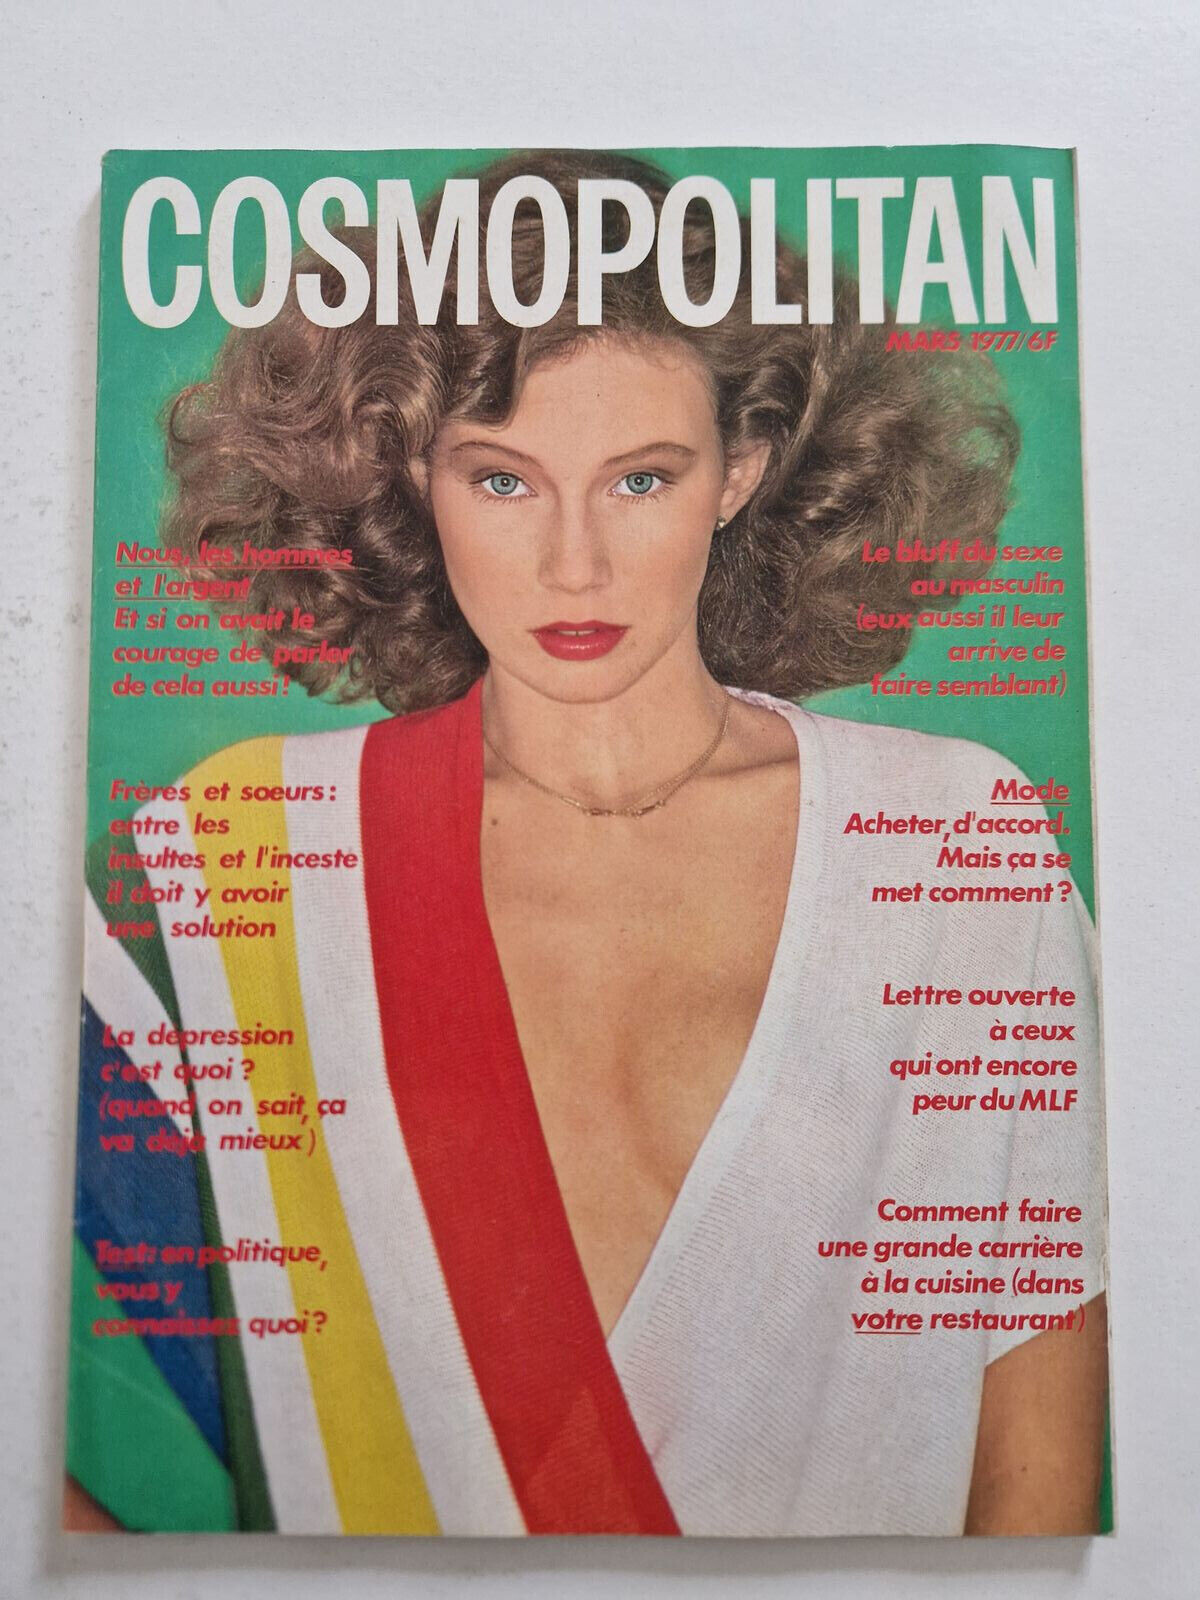 COSMOPOLITAN
MARS 1977/6F
Nous, les hommes
et l'argent
Et si on avait le
courage de parler
de cela aussi!
Frères et sœurs:
entre les
insultes et l'inceste
il doit y avoir
une solution
La dépression
c'est quoi?
(quand on sait, ça
va déjà mieux)
Test: en politique,
vous y
connaissez quoi?
Le bluff du sexe
au masculin
(eux aussi il leur
arrive de
faire semblant)
Mode
Acheter, d'accord.
Mais ça se
met comment?
Lettre ouverte
à ceux
qui ont encore
peur du MLF
Comment faire
une grande carrière
à la cuisine (dans
votre restaurant)